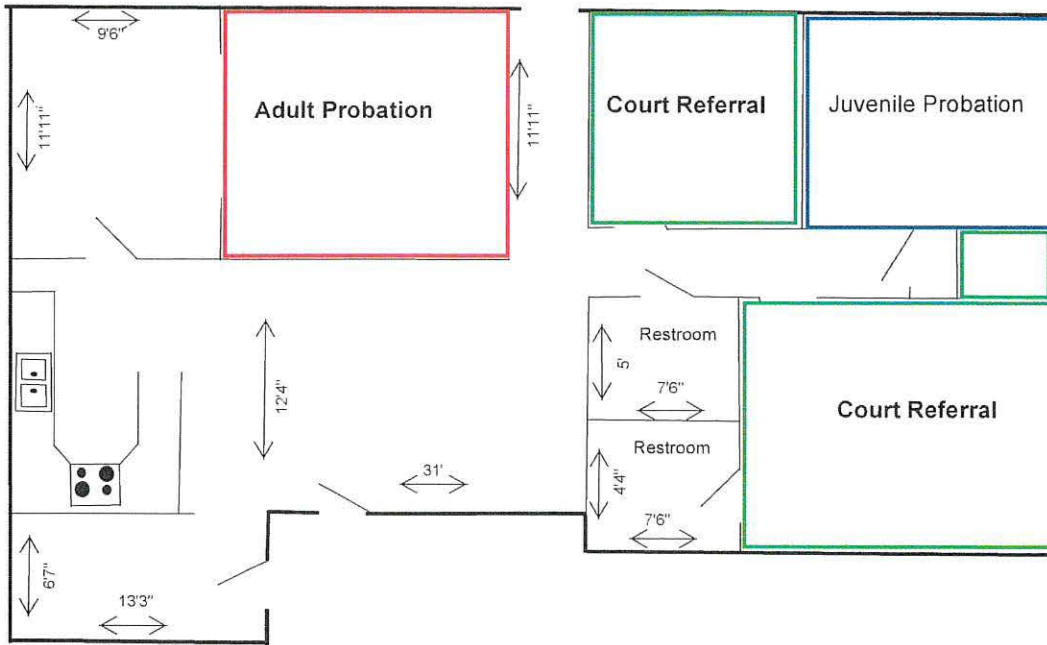 9'6"
11'11"
Adult Probation
11'11"
Court Referral
Juvenile Probation
Restroom
5'
7'6"
12'4"
Court Referral
Restroom
4'4"
7'6"
31'
6'7"
13'3"